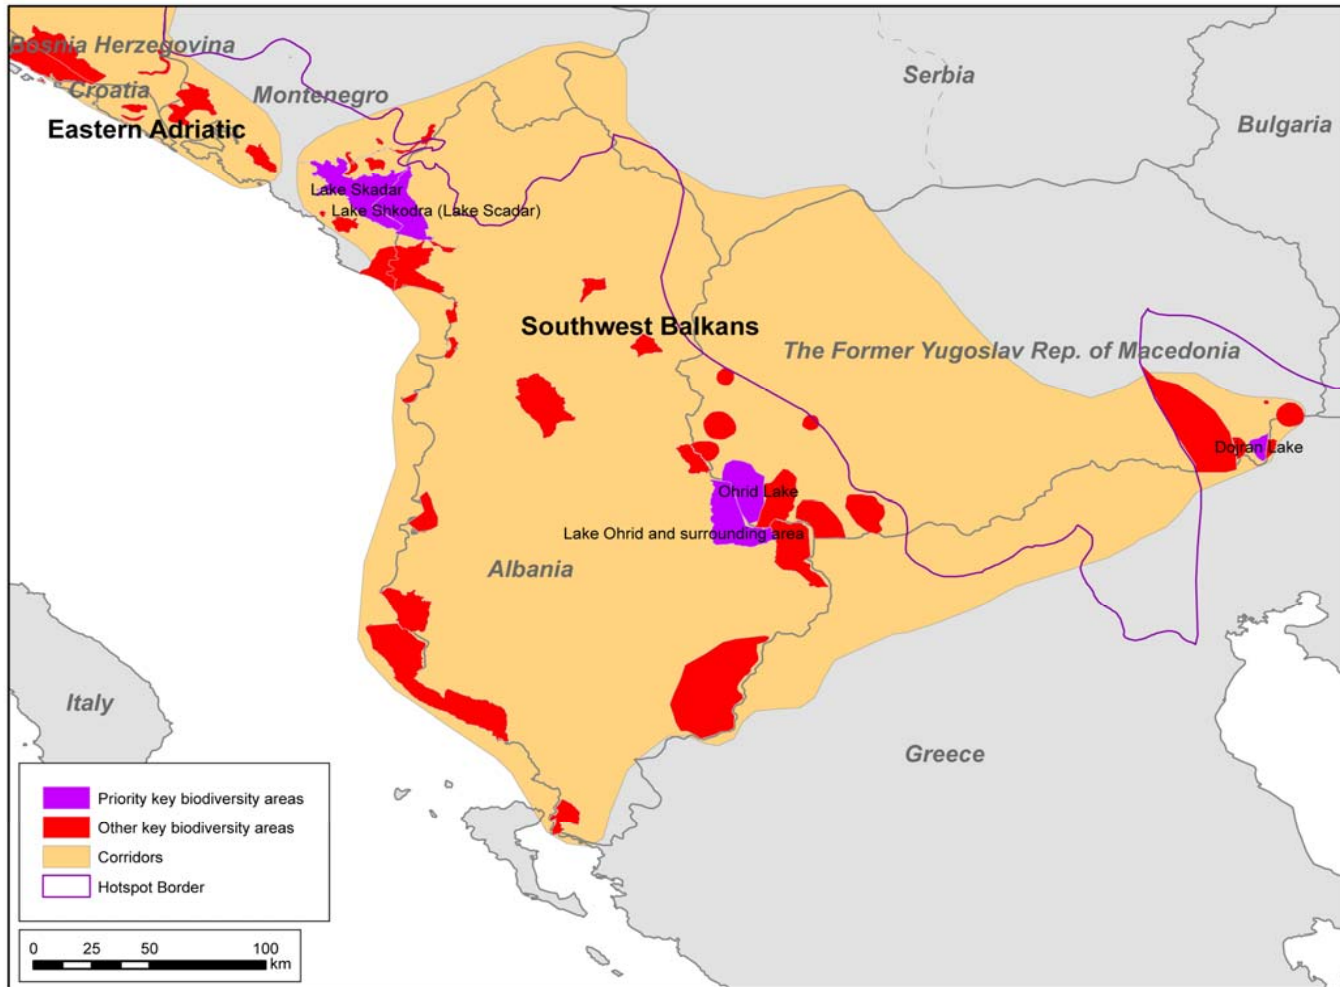 Bosnia Herzegovina
Serbia
Croatia
Montenegro
Eastern Adriatic
Bulgaria
Lake Skadar
Lake Shkodra (Lake Scadar)
Southwest Balkans
The Former Yugoslav Rep. of Macedonia
Dojran Lake
Ohrid Lake
Lake Ohrid and surrounding area
Albania
Italy
Greece
Priority key biodiversity areas
Other key biodiversity areas
Corridors
Hotspot Border
0 25 50 100
km